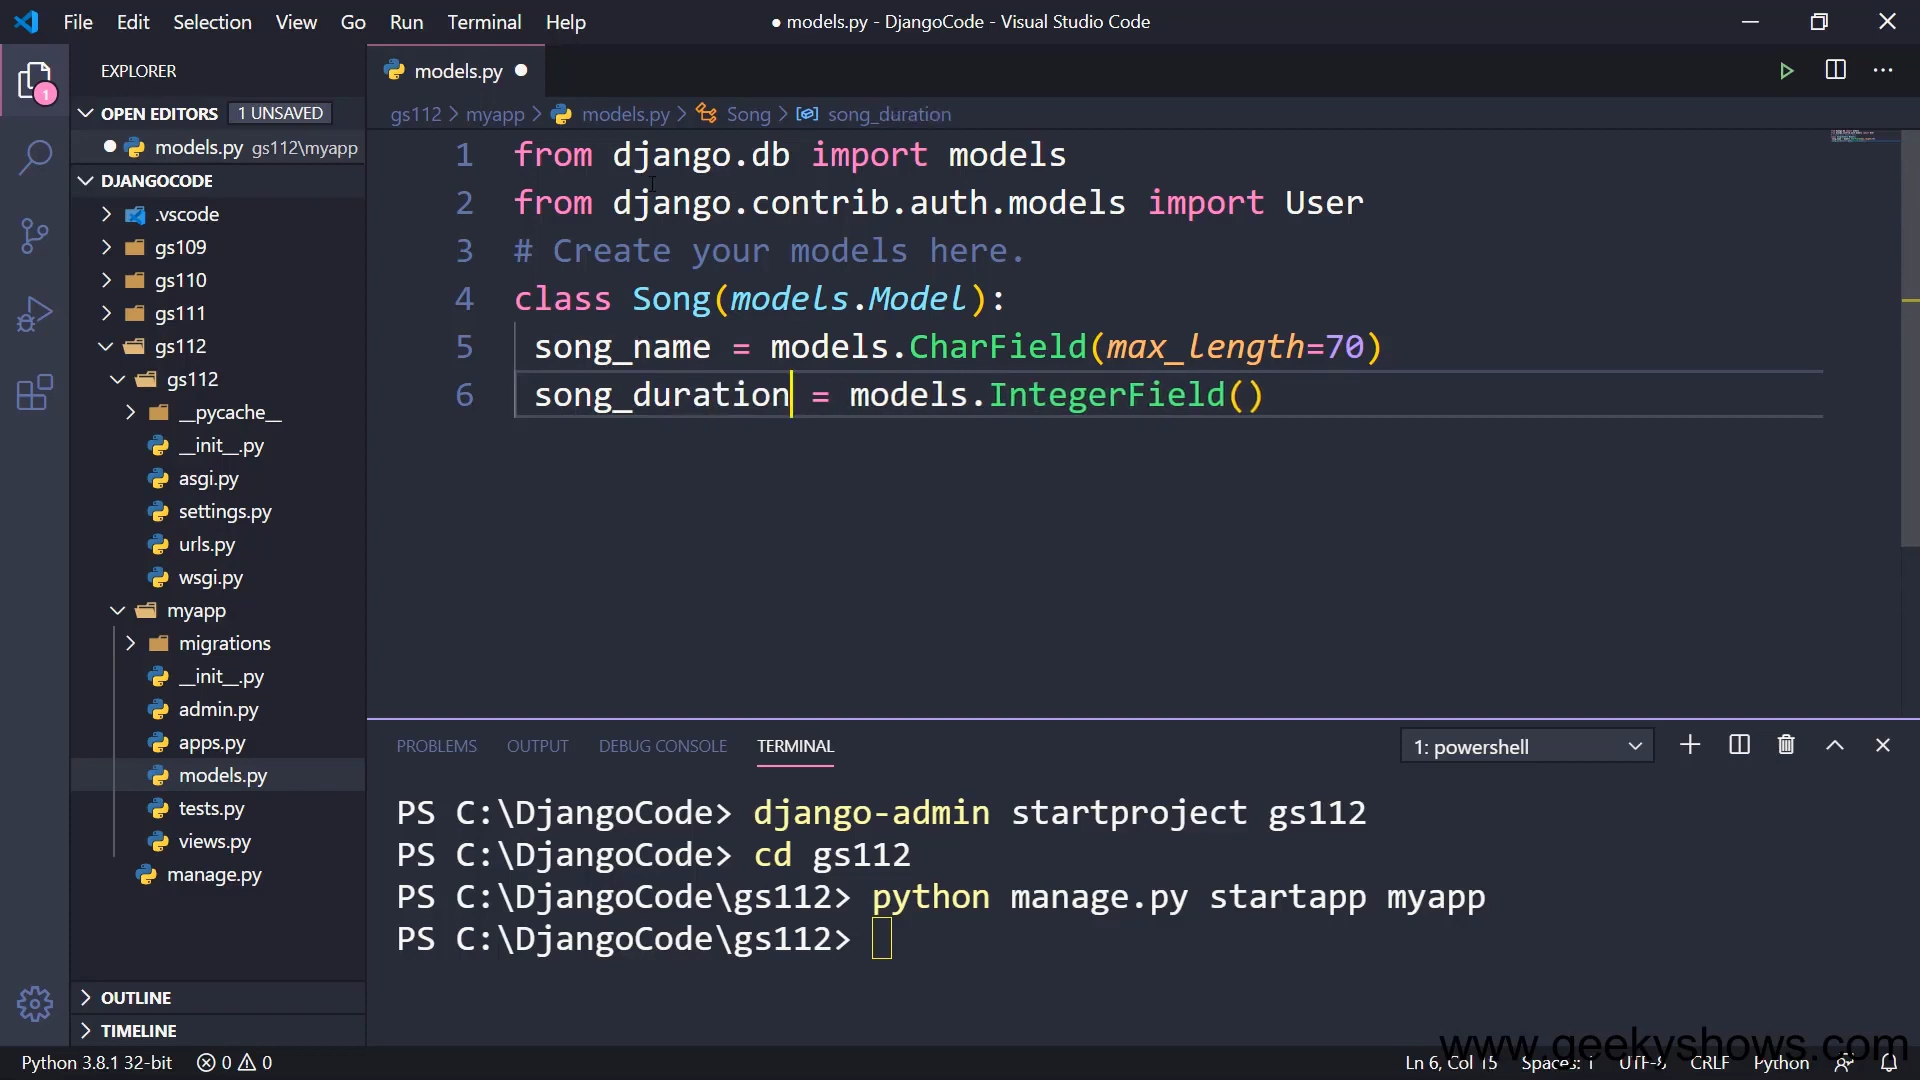 File Edit Selection View Go Run Terminal Help
● models.py - DjangoCode - Visual Studio Code
EXPLORER
OPEN EDITORS 1 UNSAVED
models.py gs112\myapp
DJANGOCODE
.vscode
gs109
gs110
gs111
gs112
gs112
__pycache__
__init__.py
asgi.py
settings.py
urls.py
wsgi.py
myapp
migrations
__init__.py
admin.py
apps.py
models.py
tests.py
views.py
manage.py
OUTLINE
TIMELINE
1
models.py
gs112 > myapp > models.py > Song > song_duration
1 from django.db import models
2 from django.contrib.auth.models import User
3 # Create your models here.
4 class Song(models.Model):
5 song_name = models.CharField(max_length=70)
6 song_duration = models.IntegerField()
PROBLEMS OUTPUT DEBUG CONSOLE TERMINAL
1: powershell
PS C:\DjangoCode> django-admin startproject gs112
PS C:\DjangoCode> cd gs112
PS C:\DjangoCode\gs112> python manage.py startapp myapp
PS C:\DjangoCode\gs112>
www.geekyshows.com
Python 3.8.1 32-bit 0 0
Ln 6, Col 15 Spaces: 1 UTF-8 CRLF Python